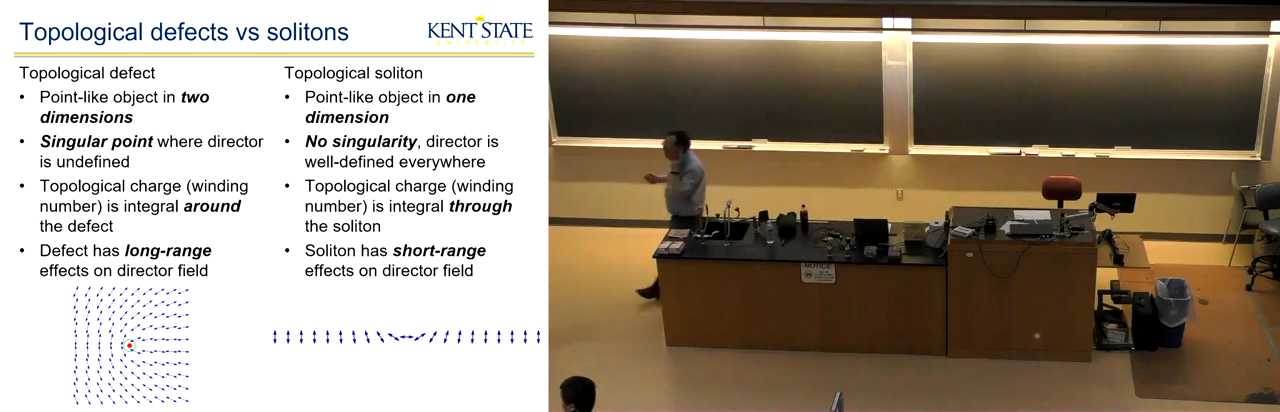 Topological defects vs solitons
KENT STATE
UNIVERSITY
Topological defect
• Point-like object in two
dimensions
• Singular point where director
is undefined
• Topological charge (winding
number) is integral around
the defect
• Defect has long-range
effects on director field
Topological soliton
• Point-like object in one
dimension
• No singularity, director is
well-defined everywhere
• Topological charge (winding
number) is integral through
the soliton
• Soliton has short-range
effects on director field
NOTICE